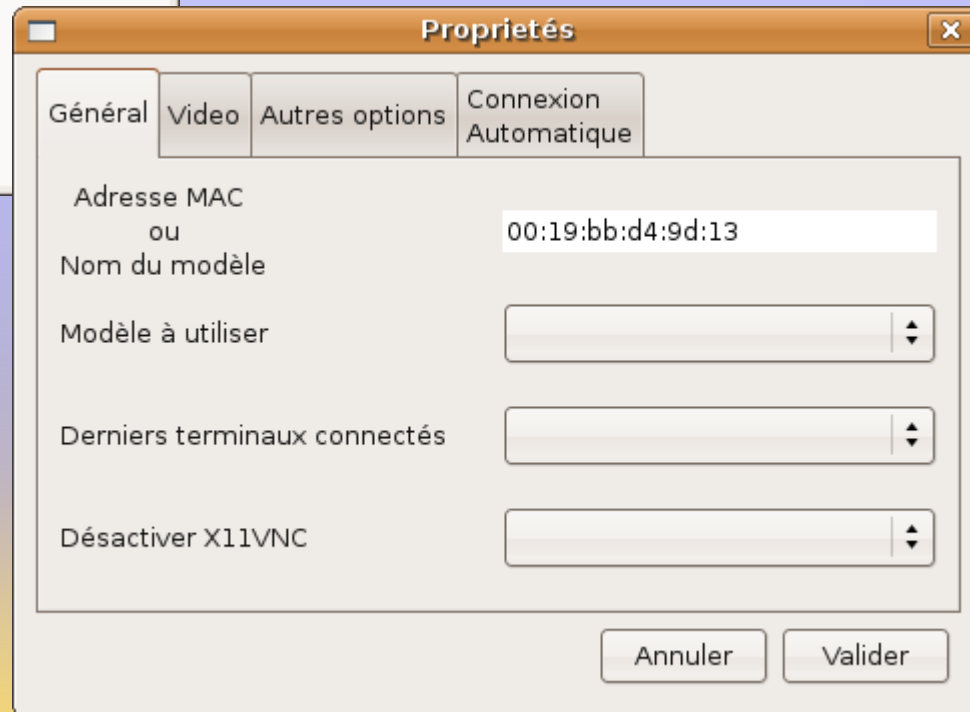 Proprietés
Général
Video
Autres options
Connexion
Automatique
Adresse MAC
ou
Nom du modèle
00:19:bb:d4:9d:13
Modèle à utiliser
Derniers terminaux connectés
Désactiver X11VNC
Annuler
Valider